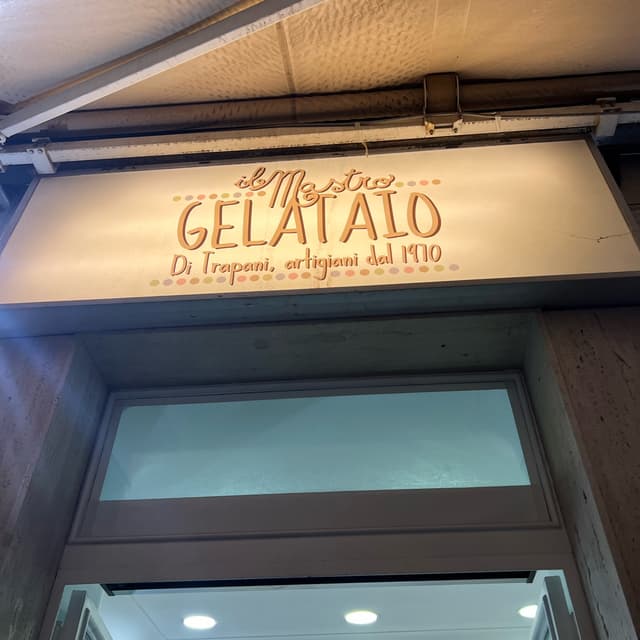 il Mastro
GELATAIO
Di Trapani, artigiani dal 1970